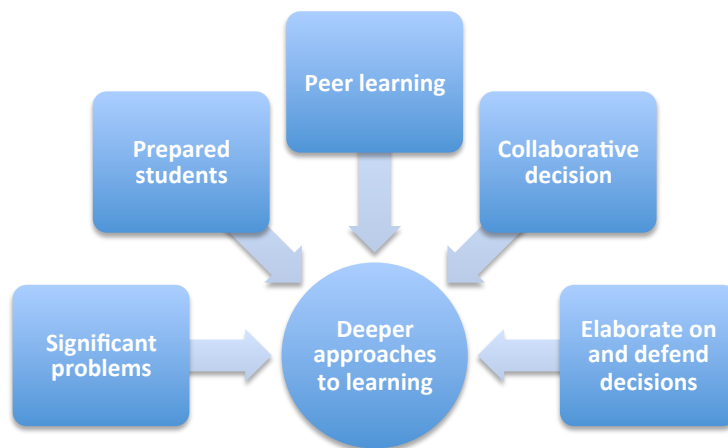 Peer learning
Prepared
students
Collaborative
decision
Significant
problems
Deeper
approaches
to learning
Elaborate on
and defend
decisions